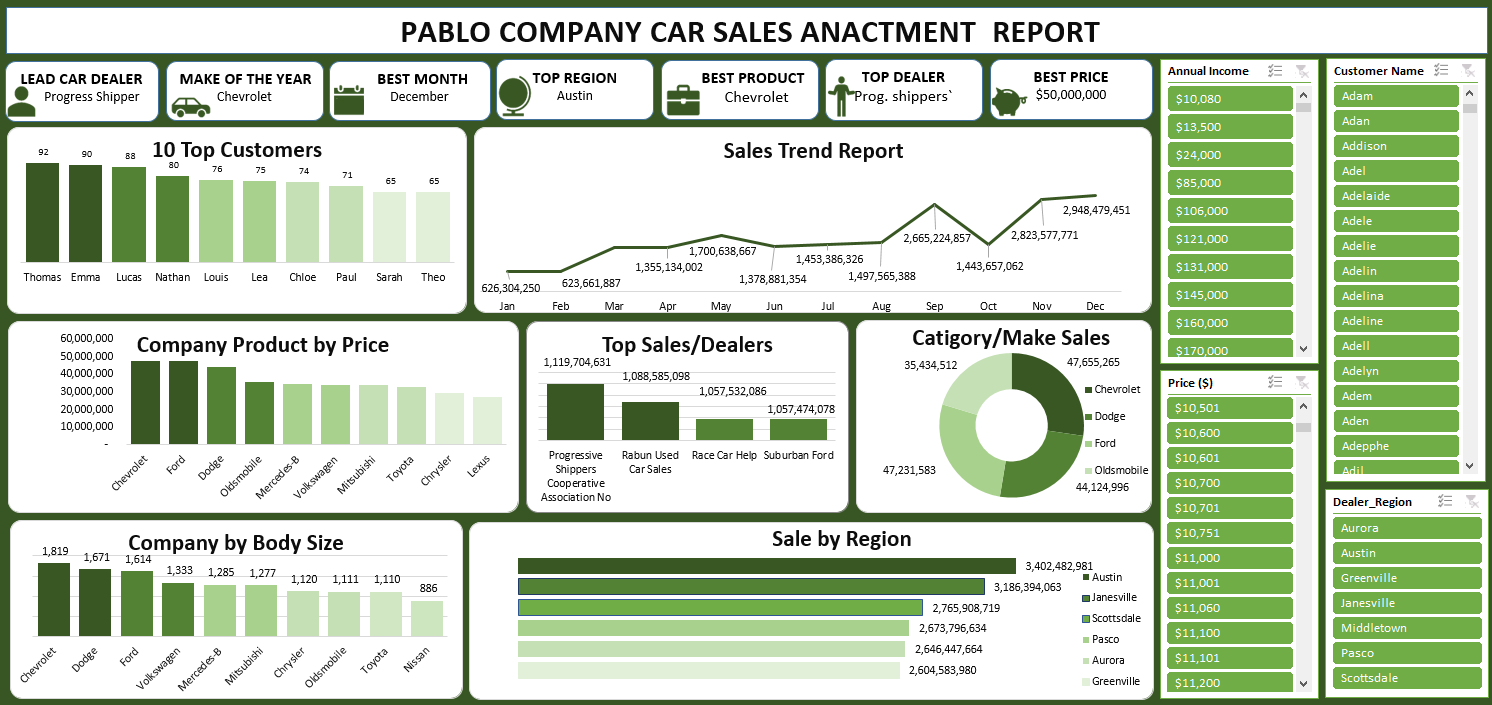 PABLO COMPANY CAR SALES ANACTMENT  REPORT
LEAD CAR DEALER
Progress Shipper
MAKE OF THE YEAR
Chevrolet
BEST MONTH
December
TOP REGION
Austin
BEST PRODUCT
Chevrolet
TOP DEALER
Prog. shippers`
BEST PRICE
$50,000,000
10 Top Customers
92 90 88 80 76 75 74 71 65 65
Thomas Emma Lucas Nathan Louis Lea Chloe Paul Sarah Theo
Sales Trend Report
626,304,250
623,661,887
1,355,134,002
1,700,638,667
1,378,881,354
1,453,386,326
1,497,565,388
2,665,224,857
1,443,657,062
2,823,577,771
2,948,479,451
Jan Feb Mar Apr May Jun Jul Aug Sep Oct Nov Dec
Company Product by Price
60,000,000
50,000,000
40,000,000
30,000,000
20,000,000
10,000,000
-
Chevrolet Ford Dodge Oldsmobile Mercedes-B Volkswagen Mitsubishi Toyota Chrysler Lexus
Top Sales/Dealers
1,119,704,631
1,088,585,098
1,057,532,086
1,057,474,078
Progressive
Shippers
Cooperative
Association No
Rabun Used
Car Sales
Race Car Help
Suburban Ford
Catigory/Make Sales
35,434,512
47,655,265
47,231,583
44,124,996
Chevrolet
Dodge
Ford
Oldsmobile
Company by Body Size
1,819 1,671 1,614 1,333 1,285 1,277 1,120 1,111 1,110 886
Chevrolet Dodge Ford Volkswagen Mercedes-B Mitsubishi Chrysler Oldsmobile Toyota Nissan
Sale by Region
3,402,482,981
3,186,394,063
2,765,908,719
2,673,796,634
2,646,447,664
2,604,583,980
Austin
Janesville
Scottsdale
Pasco
Aurora
Greenville
Annual Income
$10,080
$13,500
$24,000
$85,000
$106,000
$121,000
$131,000
$145,000
$160,000
$170,000
Price ($)
$10,501
$10,600
$10,601
$10,700
$10,701
$10,751
$11,000
$11,001
$11,060
$11,100
$11,101
$11,200
Customer Name
Adam
Adan
Addison
Adel
Adelaide
Adele
Adelie
Adelin
Adelina
Adeline
Adell
Adelyn
Adem
Aden
Adepphe
Adil
Dealer_Region
Aurora
Austin
Greenville
Janesville
Middletown
Pasco
Scottsdale